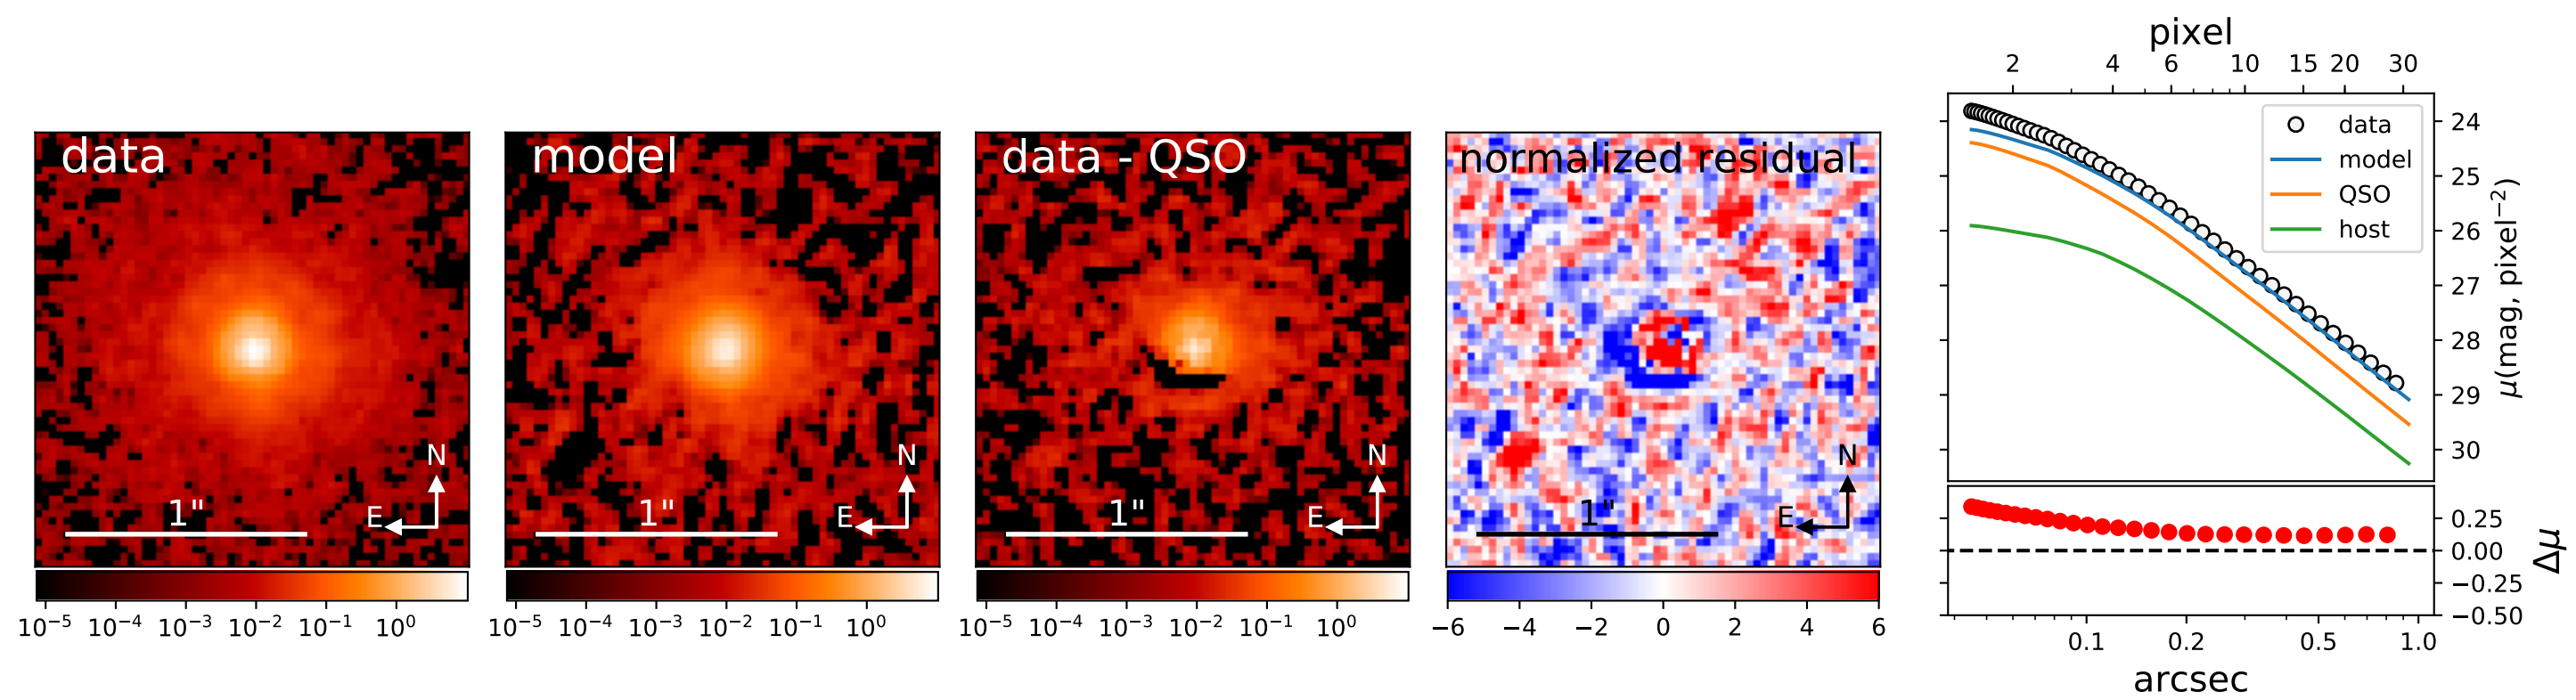 data
N
E
1"
10⁻⁵ 10⁻⁴ 10⁻³ 10⁻² 10⁻¹ 10⁰
model
N
E
1"
10⁻⁵ 10⁻⁴ 10⁻³ 10⁻² 10⁻¹ 10⁰
data - QSO
N
E
1"
10⁻⁵ 10⁻⁴ 10⁻³ 10⁻² 10⁻¹ 10⁰
normalized residual
N
E
1"
−6 −4 −2 0 2 4 6
pixel
2 4 6 10 15 20 30
data
model
QSO
host
24
25
26
27
28
29
30
μ(mag, pixel⁻²)
0.25
0.00
−0.25
−0.50
Δμ
0.1 0.2 0.5 1.0
arcsec